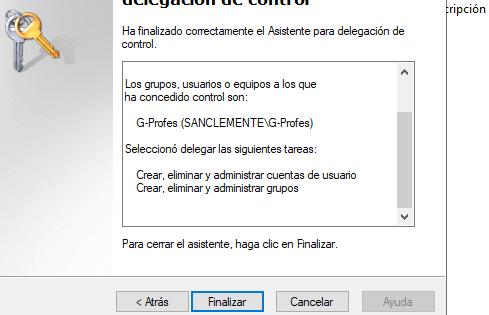 delegación de control
cripción
Ha finalizado correctamente el Asistente para delegación de
control.
Los grupos, usuarios o equipos a los que
ha concedido control son:
G-Profes (SANCLEMENTE\G-Profes)
Seleccionó delegar las siguientes tareas:
Crear, eliminar y administrar cuentas de usuario
Crear, eliminar y administrar grupos
Para cerrar el asistente, haga clic en Finalizar.
< Atrás
Finalizar
Cancelar
Ayuda